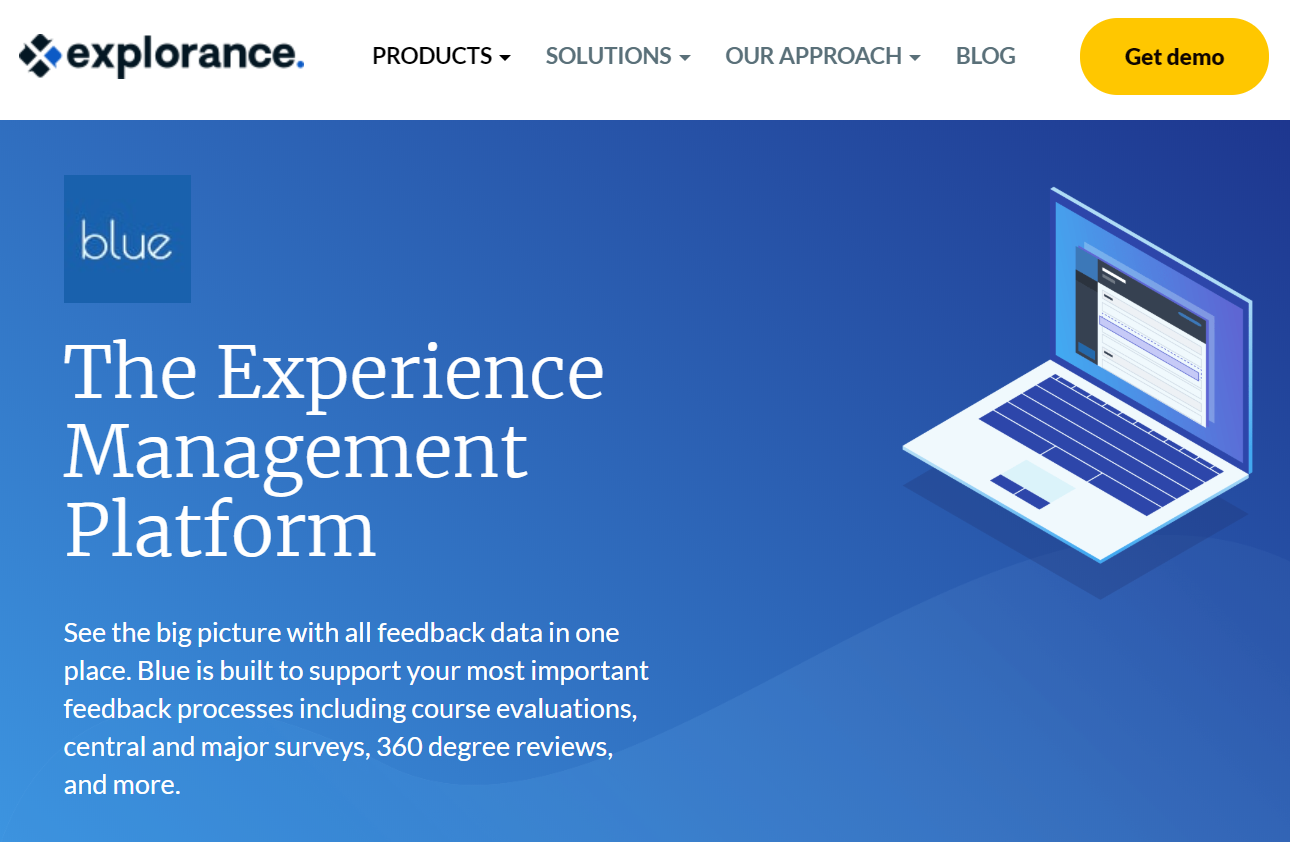 explorance.
PRODUCTS
SOLUTIONS
OUR APPROACH
BLOG
Get demo
blue
The Experience
Management
Platform
See the big picture with all feedback data in one
place. Blue is built to support your most important
feedback processes including course evaluations,
central and major surveys, 360 degree reviews,
and more.